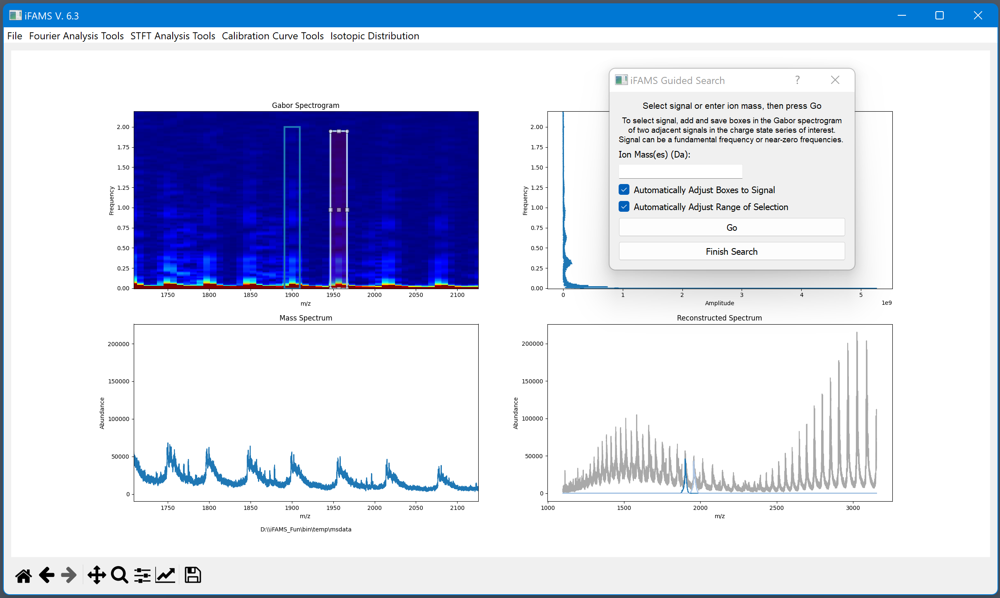 iFAMS V. 6.3
File Fourier Analysis Tools STFT Analysis Tools Calibration Curve Tools Isotopic Distribution
Gabor Spectrogram
Frequency
2.00
1.75
1.50
1.25
1.00
0.75
0.50
0.25
0.00
1750 1800 1850 1900 1950 2000 2050 2100
m/z
Frequency
2.00
1.75
1.50
1.25
1.00
0.75
0.50
0.25
0.00
0 1 2 3 4 5
Amplitude
1e9
iFAMS Guided Search
?
Select signal or enter ion mass, then press Go
To select signal, add and save boxes in the Gabor spectrogram
of two adjacent signals in the charge state series of interest.
Signal can be a fundamental frequency or near-zero frequencies.
Ion Mass(es) (Da):
Automatically Adjust Boxes to Signal
Automatically Adjust Range of Selection
Go
Finish Search
Mass Spectrum
Abundance
200000
150000
100000
50000
0
1750 1800 1850 1900 1950 2000 2050 2100
m/z
D:\\iFAMS_Fun\bin\temp\msdata
Reconstructed Spectrum
Abundance
200000
150000
100000
50000
0
1000 1500 2000 2500 3000
m/z